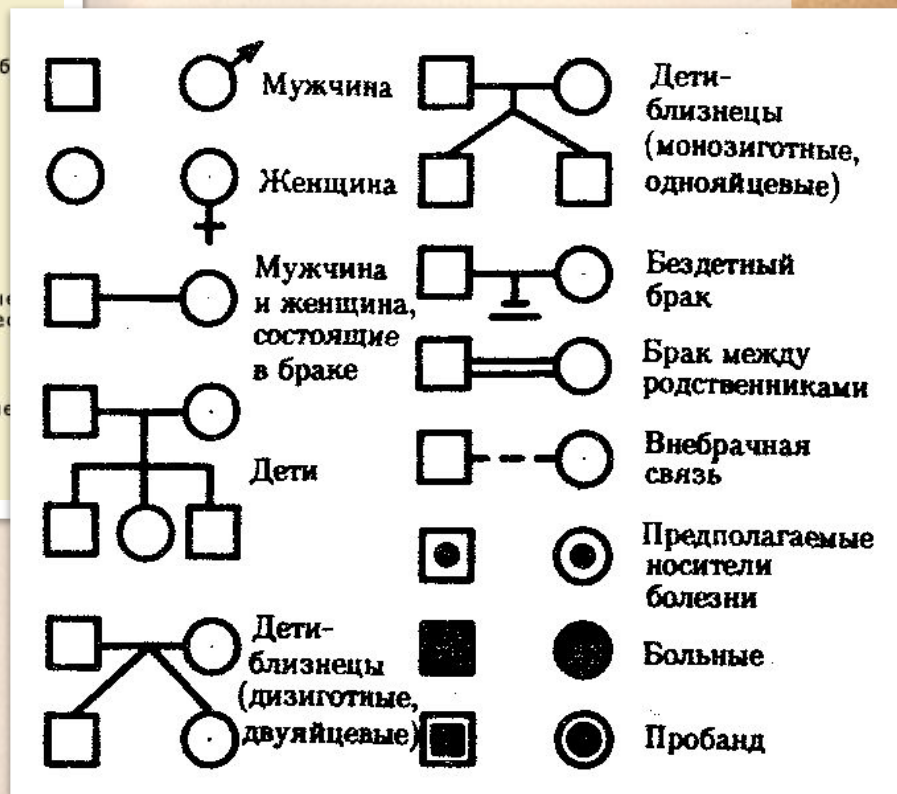 Мужчина
Женщина
Мужчина
и женщина,
состоящие
в браке
Дети
Дети-
близнецы
(дизиготные,
двуяйцевые)
Дети-
близнецы
(монозиготные,
однояйцевые)
Бездетный
брак
Брак между
родственниками
Внебрачная
связь
Предполагаемые
носители
болезни
Больные
Пробанд